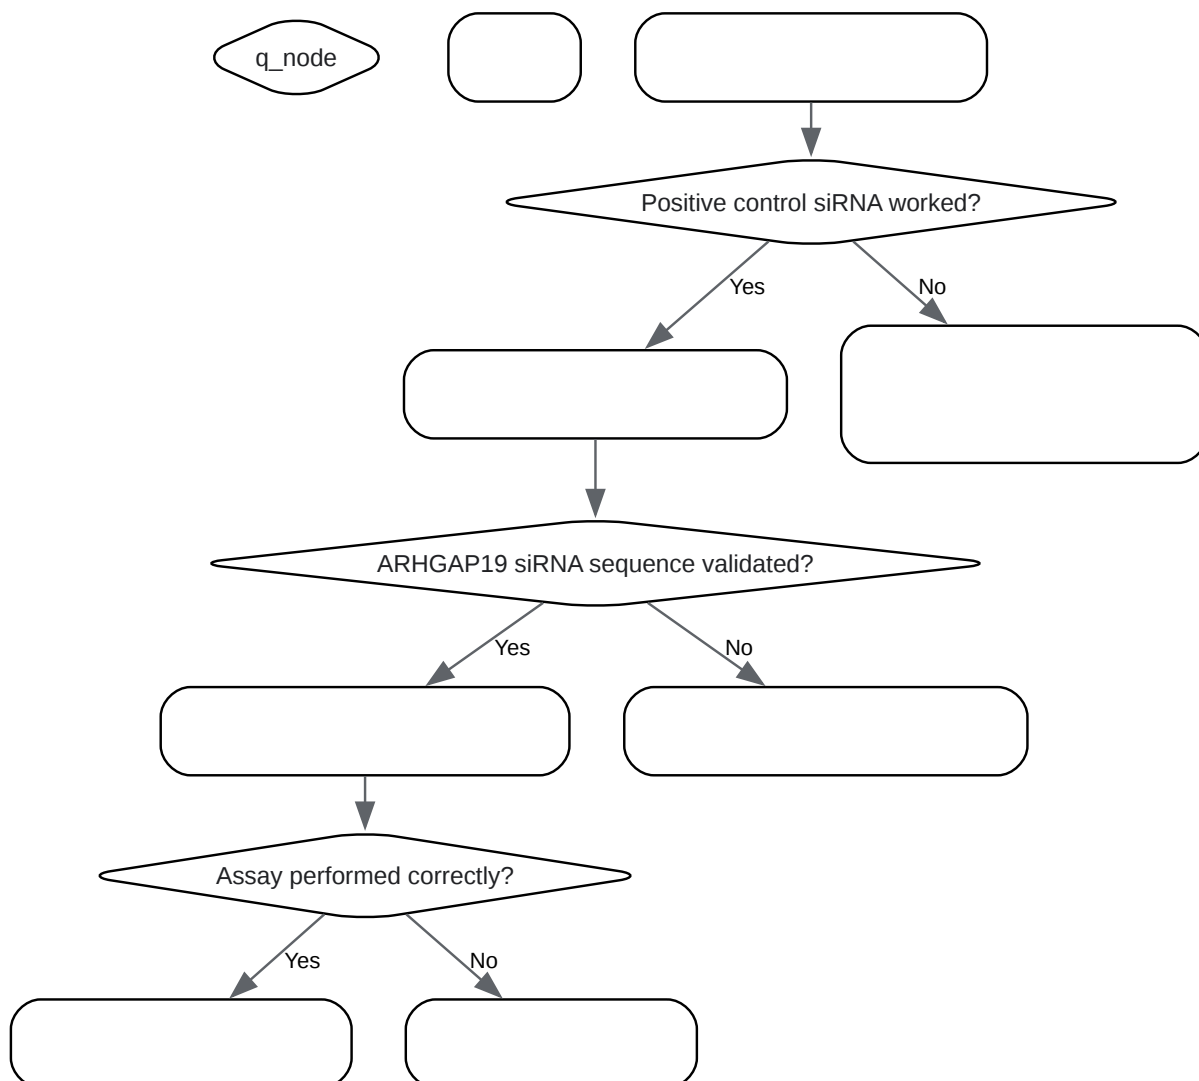 q_node
Positive control siRNA worked?
Yes
No
ARHGAP19 siRNA sequence validated?
Yes
No
Assay performed correctly?
Yes
No